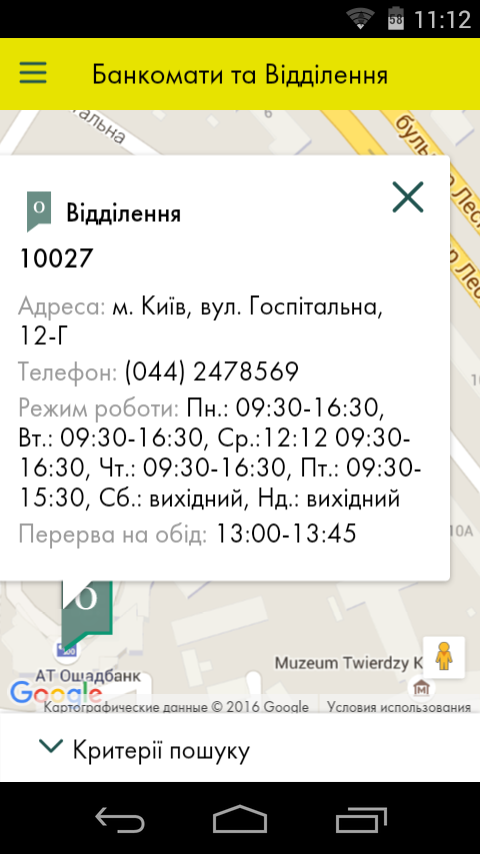 58 11:12
Банкомати та Відділення
альна
6
буль
р Лес
р Лес
Відділення
10027
Адреса: м. Київ, вул. Госпітальна,
12-Г
Телефон: (044) 2478569
Режим роботи: Пн.: 09:30-16:30,
Вт.: 09:30-16:30, Ср.:12:12 09:30-
16:30, Чт.: 09:30-16:30, Пт.: 09:30-
15:30, Сб.: вихідний, Нд.: вихідний
Перерва на обід: 13:00-13:45
10А
АТ Ощадбанк
Muzeum Twierdzy K
Google
Картографические данные © 2016 Google Условия использования
Критерії пошуку